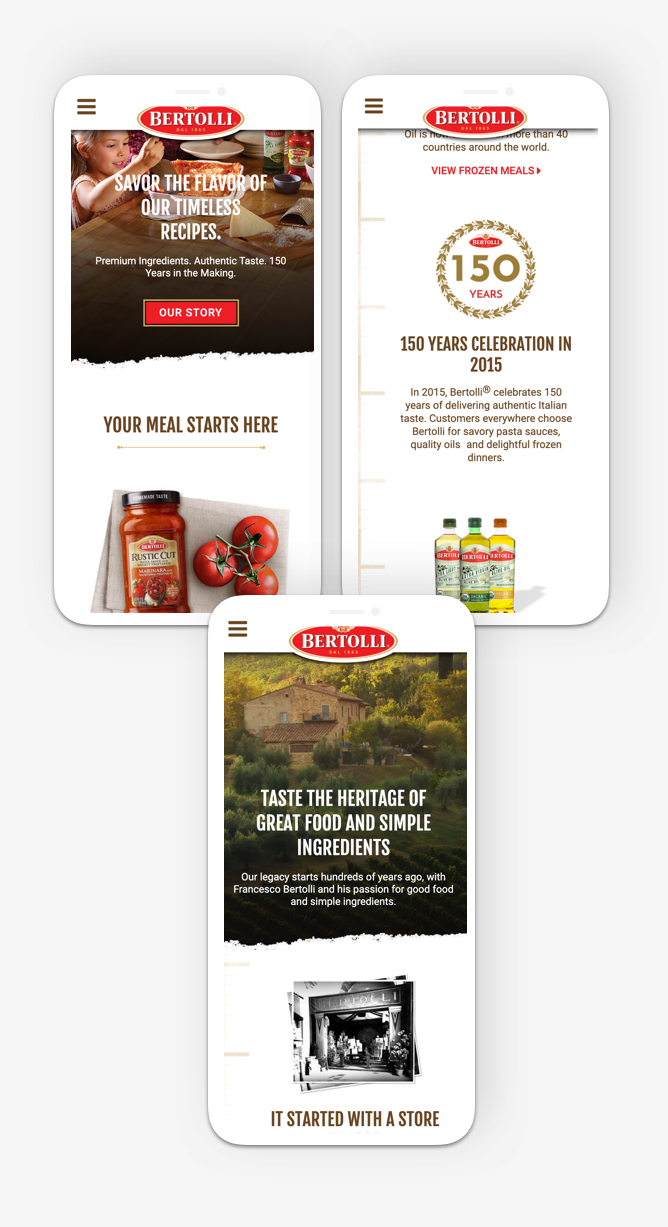 BERTOLLI
DAL 1865
SAVOR THE FLAVOR OF
OUR TIMELESS
RECIPES.
Premium Ingredients. Authentic Taste. 150
Years in the Making.
OUR STORY
YOUR MEAL STARTS HERE
HOMEMADE TASTE
BERTOLLI
RUSTIC CUT
MARINARA
BERTOLLI
DAL 1865
Oil is now more than 40
countries around the world.
VIEW FROZEN MEALS
BERTOLLI
150
YEARS
150 YEARS CELEBRATION IN
2015
In 2015, Bertolli® celebrates 150
years of delivering authentic Italian
taste. Customers everywhere choose
Bertolli for savory pasta sauces,
quality oils and delightful frozen
dinners.
BERTOLLI
BERTOLLI
BERTOLLI
EXTRA VIRGIN
ORGANIC
BERTOLLI
DAL 1865
TASTE THE HERITAGE OF
GREAT FOOD AND SIMPLE
INGREDIENTS
Our legacy starts hundreds of years ago, with
Francesco Bertolli and his passion for good food
and simple ingredients.
BERTOLLI
IT STARTED WITH A STORE